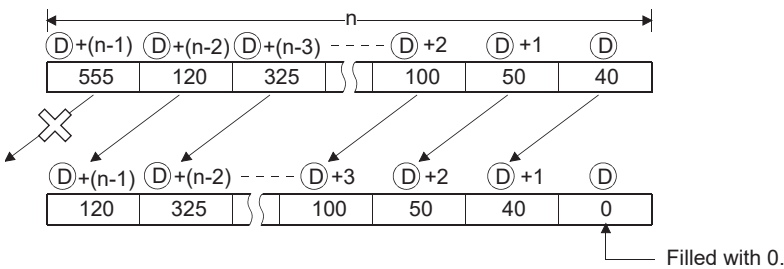 n
D+(n-1) D+(n-2) D+(n-3) D+2 D+1 D
555 120 325 100 50 40
D+(n-1) D+(n-2) D+3 D+2 D+1 D
120 325 100 50 40 0
Filled with 0.